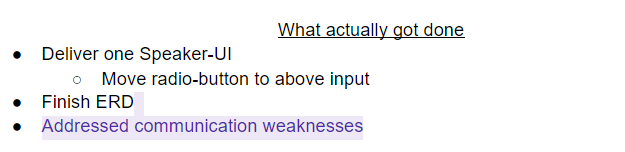 What actually got done
● Deliver one Speaker-UI
○ Move radio-button to above input
● Finish ERD
● Addressed communication weaknesses